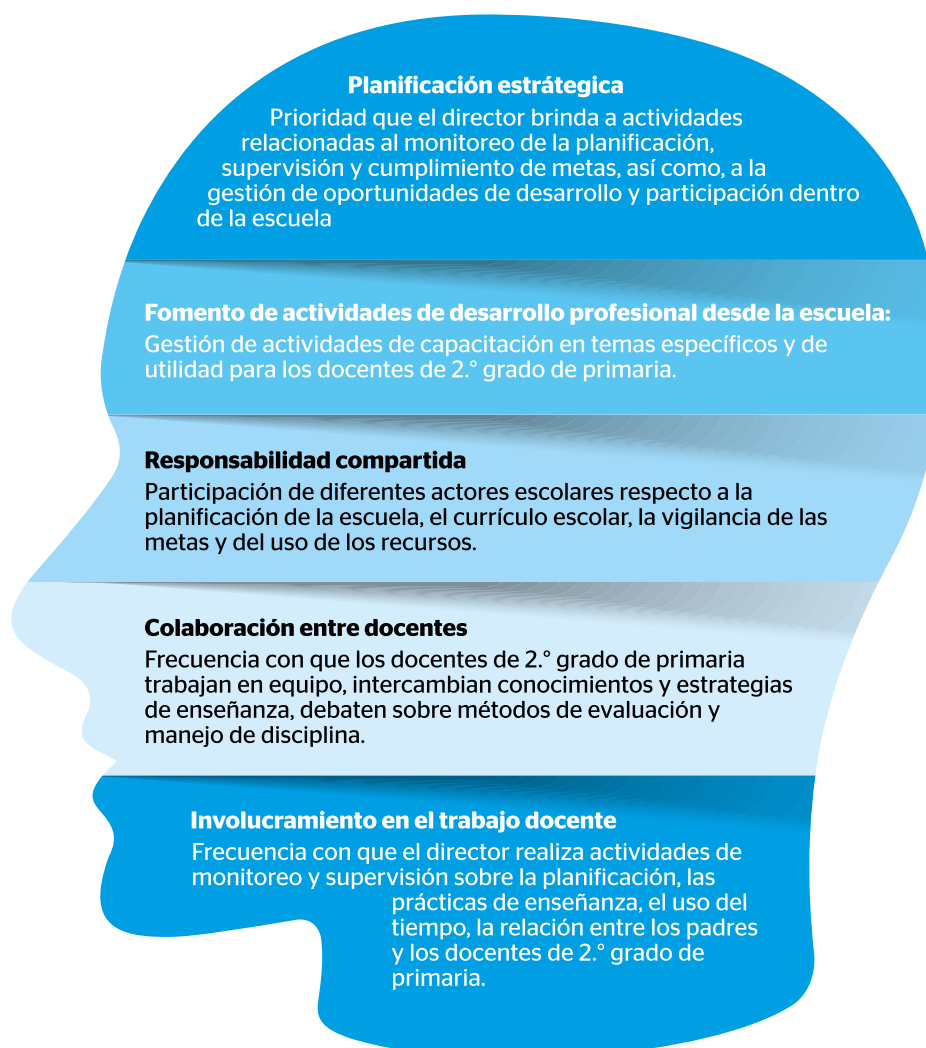 Planificación estrátegica
Prioridad que el director brinda a actividades
relacionadas al monitoreo de la planificación,
supervisión y cumplimiento de metas, así como, a la
gestión de oportunidades de desarrollo y participación dentro
de la escuela
Fomento de actividades de desarrollo profesional desde la escuela:
Gestión de actividades de capacitación en temas específicos y de
utilidad para los docentes de 2.° grado de primaria.
Responsabilidad compartida
Participación de diferentes actores escolares respecto a la
planificación de la escuela, el currículo escolar, la vigilancia de las
metas y del uso de los recursos.
Colaboración entre docentes
Frecuencia con que los docentes de 2.° grado de primaria
trabajan en equipo, intercambian conocimientos y estrategias
de enseñanza, debaten sobre métodos de evaluación y
manejo de disciplina.
Involucramiento en el trabajo docente
Frecuencia con que el director realiza actividades de
monitoreo y supervisión sobre la planificación, las
prácticas de enseñanza, el uso del
tiempo, la relación entre los padres
y los docentes de 2.° grado de
primaria.